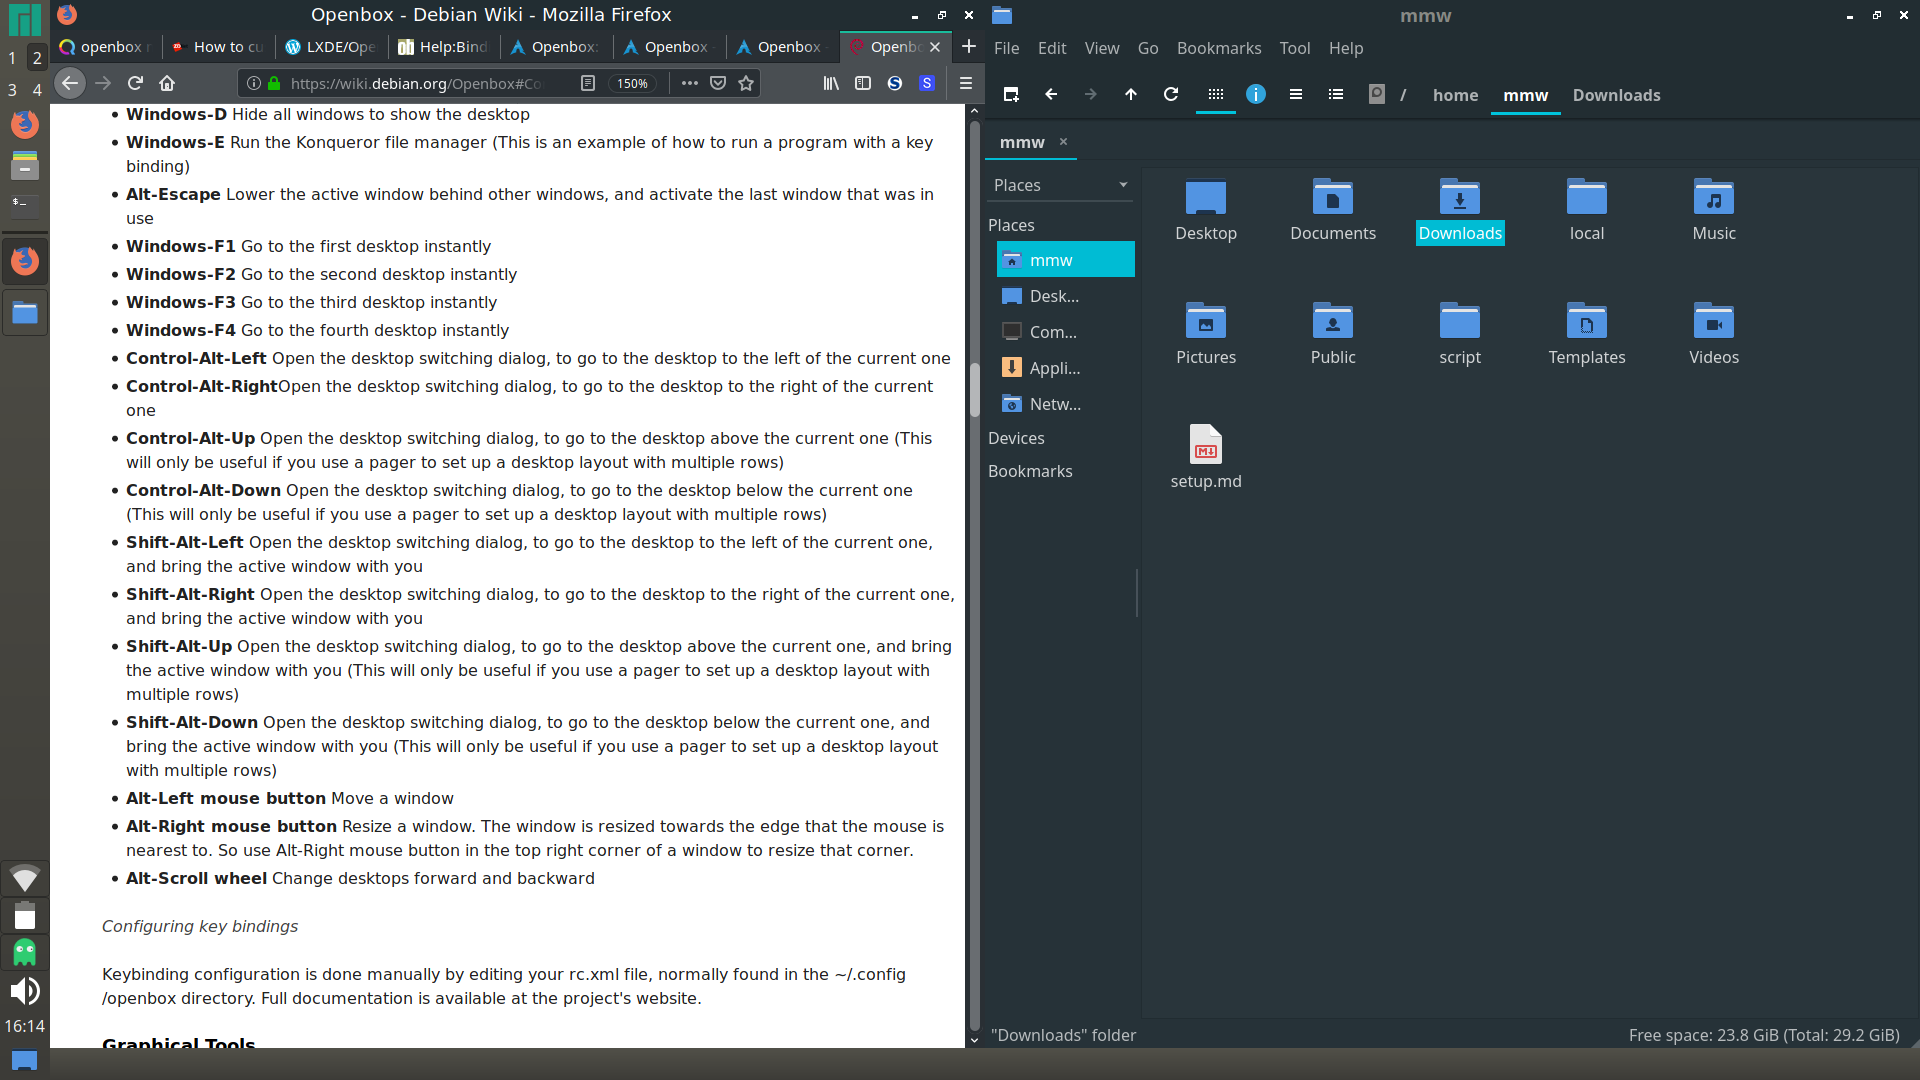 Openbox - Debian Wiki - Mozilla Firefox
openbox
How to cu
LXDE/Ope
Help:Bind
Openbox:
Openbox
Openbox
Openbo
https://wiki.debian.org/Openbox#Co
150%
S
S
1 2
3 4
Windows-D Hide all windows to show the desktop
Windows-E Run the Konqueror file manager (This is an example of how to run a program with a key
binding)
Alt-Escape Lower the active window behind other windows, and activate the last window that was in
use
Windows-F1 Go to the first desktop instantly
Windows-F2 Go to the second desktop instantly
Windows-F3 Go to the third desktop instantly
Windows-F4 Go to the fourth desktop instantly
Control-Alt-Left Open the desktop switching dialog, to go to the desktop to the left of the current one
Control-Alt-RightOpen the desktop switching dialog, to go to the desktop to the right of the current
one
Control-Alt-Up Open the desktop switching dialog, to go to the desktop above the current one (This
will only be useful if you use a pager to set up a desktop layout with multiple rows)
Control-Alt-Down Open the desktop switching dialog, to go to the desktop below the current one
(This will only be useful if you use a pager to set up a desktop layout with multiple rows)
Shift-Alt-Left Open the desktop switching dialog, to go to the desktop to the left of the current one,
and bring the active window with you
Shift-Alt-Right Open the desktop switching dialog, to go to the desktop to the right of the current one,
and bring the active window with you
Shift-Alt-Up Open the desktop switching dialog, to go to the desktop above the current one, and bring
the active window with you (This will only be useful if you use a pager to set up a desktop layout with
multiple rows)
Shift-Alt-Down Open the desktop switching dialog, to go to the desktop below the current one, and
bring the active window with you (This will only be useful if you use a pager to set up a desktop layout
with multiple rows)
Alt-Left mouse button Move a window
Alt-Right mouse button Resize a window. The window is resized towards the edge that the mouse is
nearest to. So use Alt-Right mouse button in the top right corner of a window to resize that corner.
Alt-Scroll wheel Change desktops forward and backward
Configuring key bindings
Keybinding configuration is done manually by editing your rc.xml file, normally found in the ~/.config
/openbox directory. Full documentation is available at the project's website.
Graphical Tools
16:14
mmw
File Edit View Go Bookmarks Tool Help
/ home mmw Downloads
mmw
Places
Places
mmw
Desk...
Com...
Appli...
Netw...
Devices
Bookmarks
Desktop Documents Downloads local Music
Pictures Public script Templates Videos
M
setup.md
"Downloads" folder
Free space: 23.8 GiB (Total: 29.2 GiB)